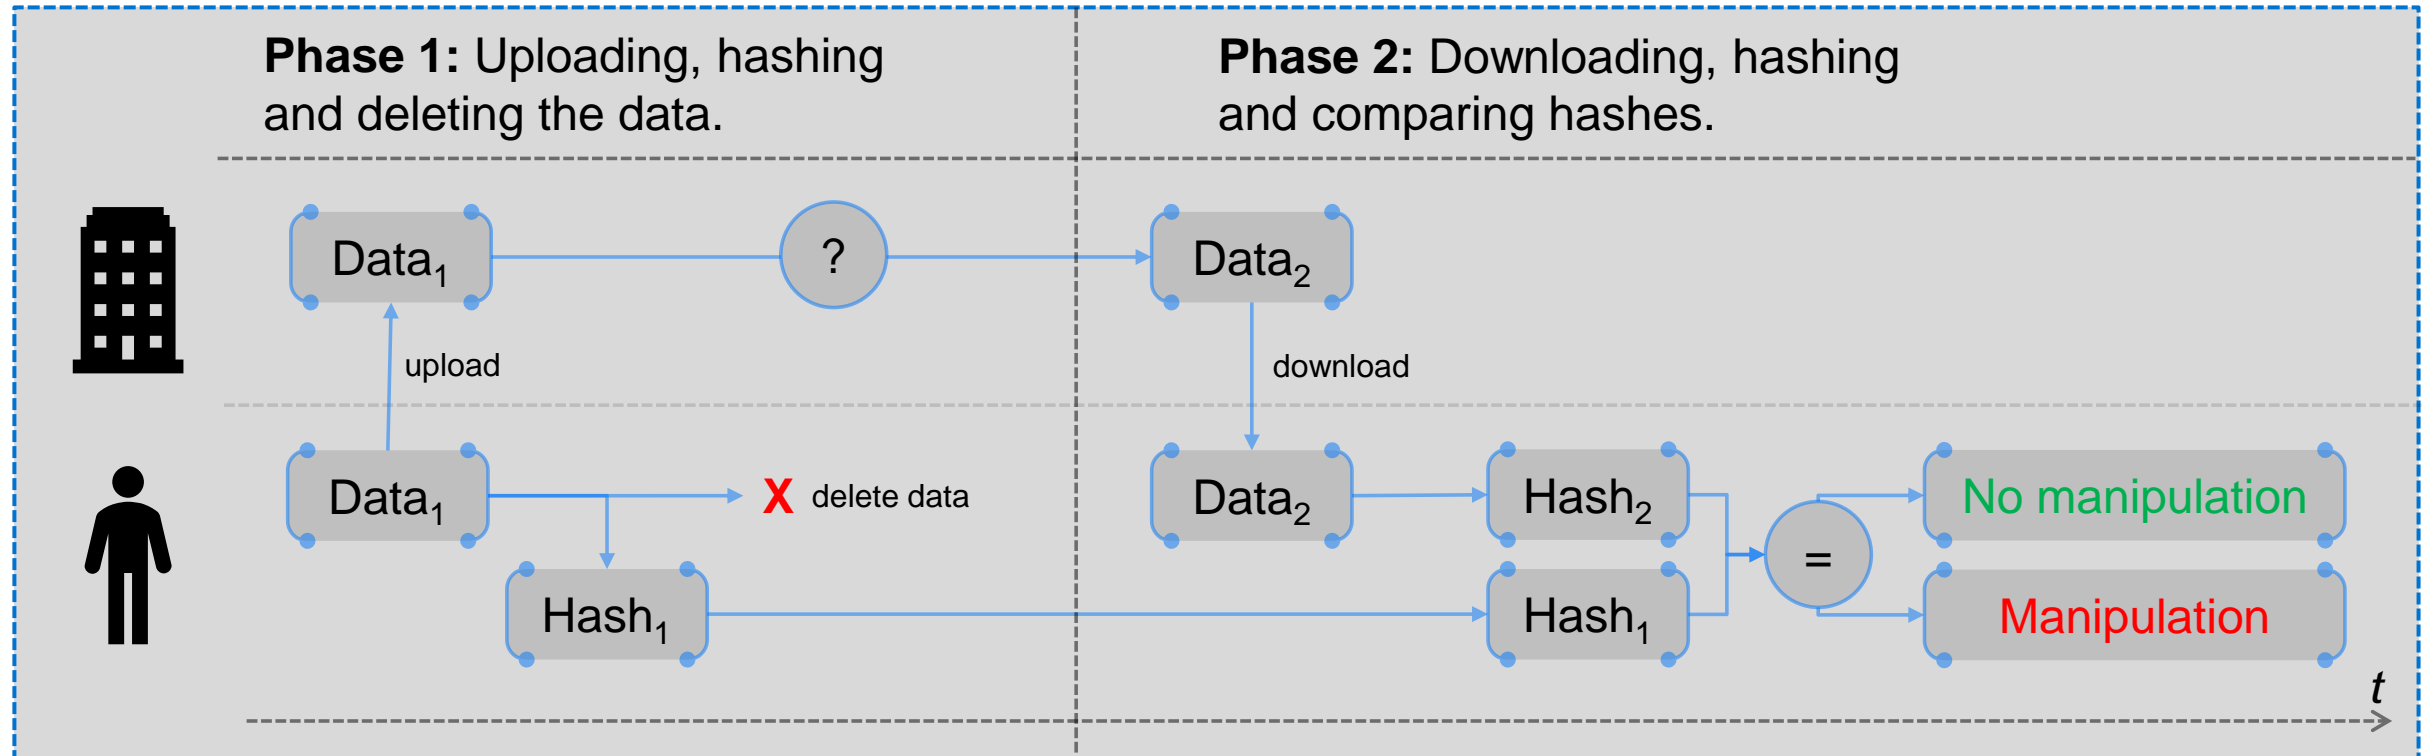 Phase 1: Uploading, hashing
and deleting the data.
Phase 2: Downloading, hashing
and comparing hashes.
Data₁
?
Data₂
upload
download
Data₁
X delete data
Data₂
Hash₂
=
No manipulation
Hash₁
Hash₁
Manipulation
t